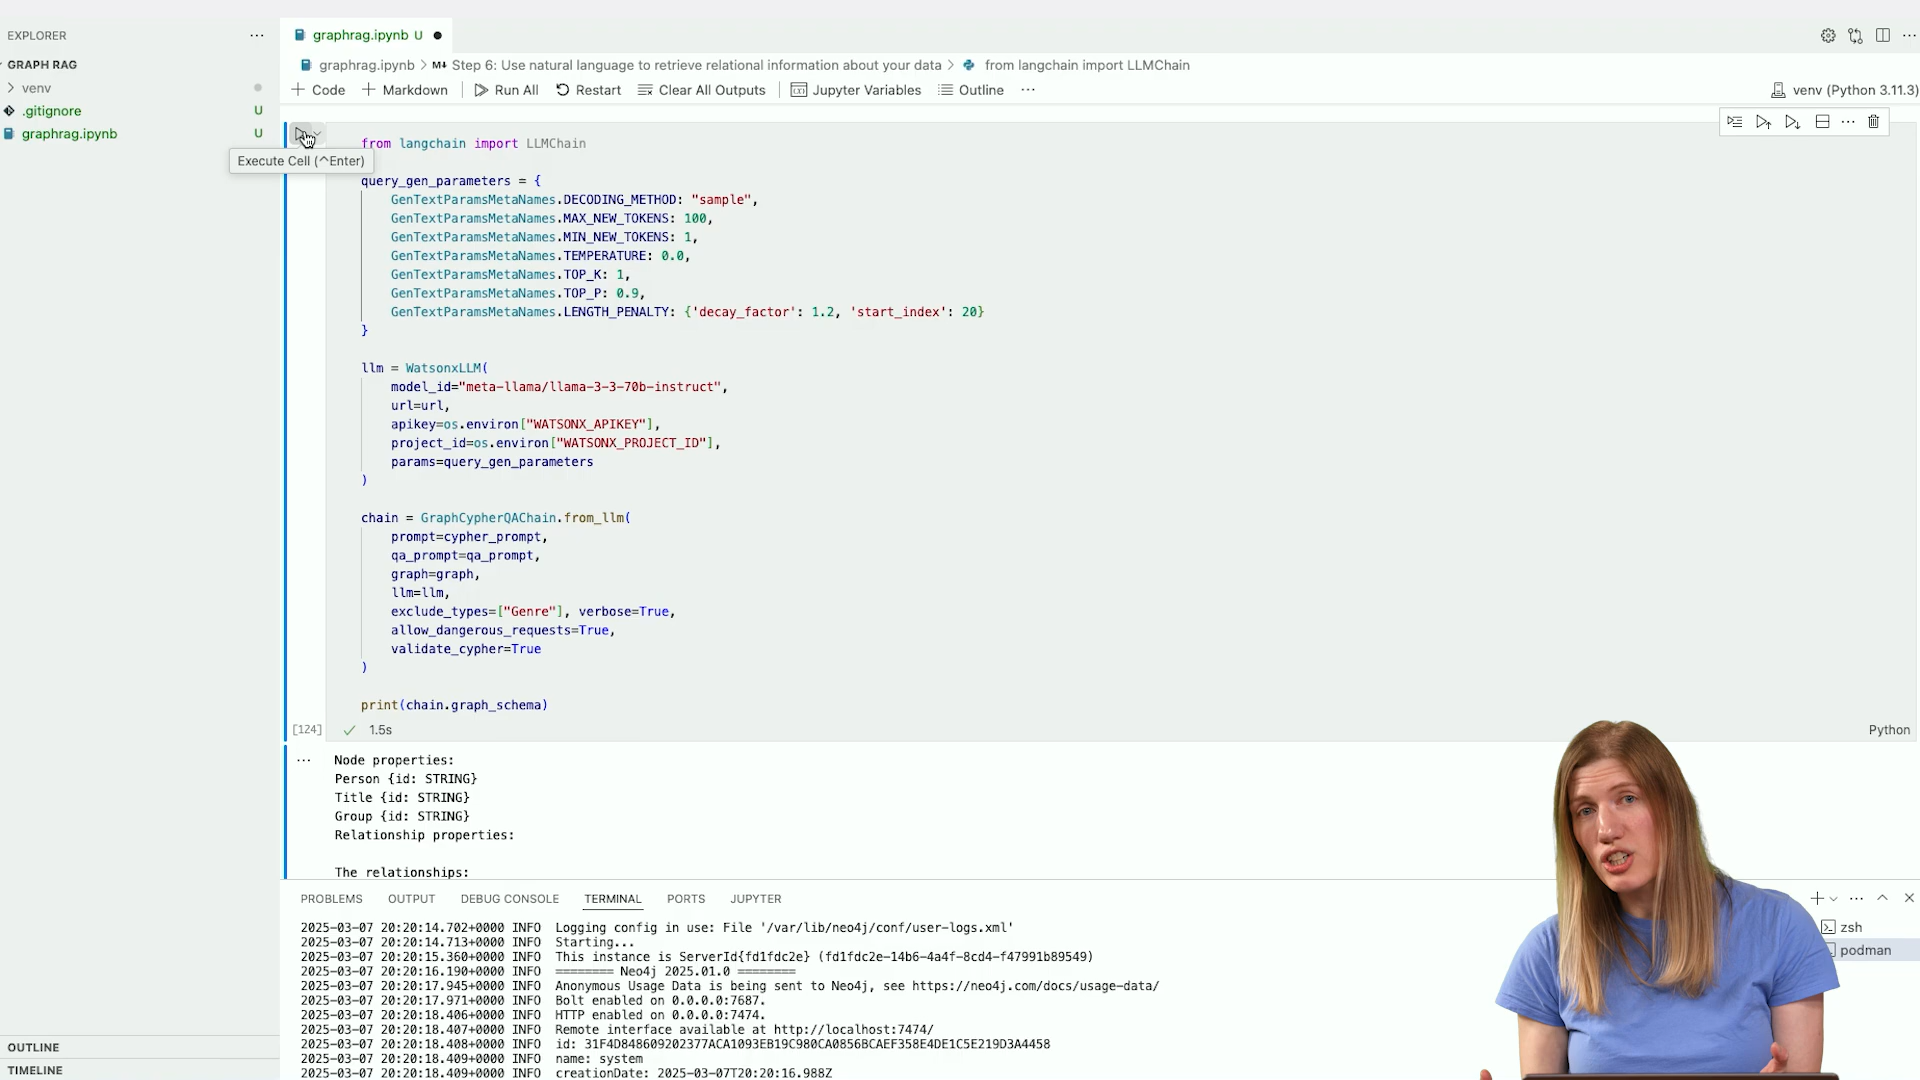 EXPLORER
GRAPH RAG
venv
.gitignore U
graphrag.ipynb U
OUTLINE
TIMELINE
graphrag.ipynb U
graphrag.ipynb > M↓ Step 6: Use natural language to retrieve relational information about your data > from langchain import LLMChain
+ Code + Markdown Run All Restart Clear All Outputs Jupyter Variables Outline ...
venv (Python 3.11.3)
Execute Cell (^Enter)
from langchain import LLMChain
query_gen_parameters = {
GenTextParamsMetaNames.DECODING_METHOD: "sample",
GenTextParamsMetaNames.MAX_NEW_TOKENS: 100,
GenTextParamsMetaNames.MIN_NEW_TOKENS: 1,
GenTextParamsMetaNames.TEMPERATURE: 0.0,
GenTextParamsMetaNames.TOP_K: 1,
GenTextParamsMetaNames.TOP_P: 0.9,
GenTextParamsMetaNames.LENGTH_PENALTY: {'decay_factor': 1.2, 'start_index': 20}
}
llm = WatsonxLLM(
model_id="meta-llama/llama-3-3-70b-instruct",
url=url,
apikey=os.environ["WATSONX_APIKEY"],
project_id=os.environ["WATSONX_PROJECT_ID"],
params=query_gen_parameters
)
chain = GraphCypherQAChain.from_llm(
prompt=cypher_prompt,
qa_prompt=qa_prompt,
graph=graph,
llm=llm,
exclude_types=["Genre"], verbose=True,
allow_dangerous_requests=True,
validate_cypher=True
)
print(chain.graph_schema)
[124] ✓ 1.5s
Python
... Node properties:
Person {id: STRING}
Title {id: STRING}
Group {id: STRING}
Relationship properties:
The relationships:
PROBLEMS OUTPUT DEBUG CONSOLE TERMINAL PORTS JUPYTER
2025-03-07 20:20:14.702+0000 INFO Logging config in use: File '/var/lib/neo4j/conf/user-logs.xml'
2025-03-07 20:20:14.713+0000 INFO Starting...
2025-03-07 20:20:15.360+0000 INFO This instance is ServerId{fd1fdc2e} (fd1fdc2e-14b6-4a4f-8cd4-f47991b89549)
2025-03-07 20:20:16.190+0000 INFO ======== Neo4j 2025.01.0 ========
2025-03-07 20:20:17.945+0000 INFO Anonymous Usage Data is being sent to Neo4j, see https://neo4j.com/docs/usage-data/
2025-03-07 20:20:17.971+0000 INFO Bolt enabled on 0.0.0.0:7687.
2025-03-07 20:20:18.406+0000 INFO HTTP enabled on 0.0.0.0:7474.
2025-03-07 20:20:18.407+0000 INFO Remote interface available at http://localhost:7474/
2025-03-07 20:20:18.408+0000 INFO id: 31F4D848609202377ACA1093EB19C980CA0856BCAEF358E4DE1C5E219D3A4458
2025-03-07 20:20:18.409+0000 INFO name: system
2025-03-07 20:20:18.409+0000 INFO creationDate: 2025-03-07T20:20:16.988Z
zsh
podman